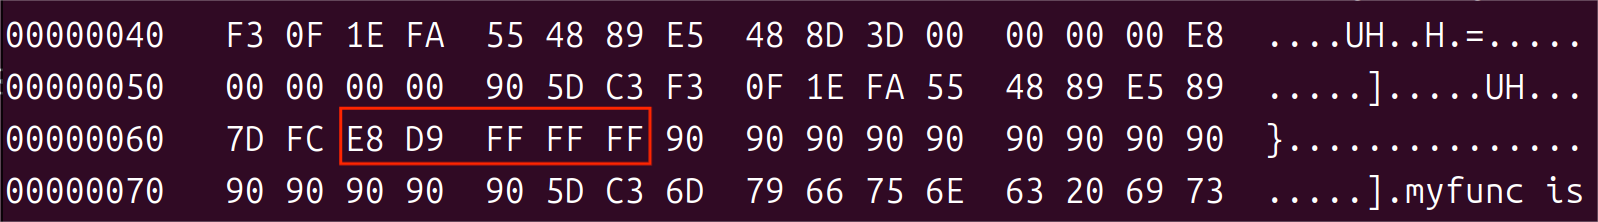 00000040 F3 0F 1E FA 55 48 89 E5 48 8D 3D 00 00 00 00 E8 ....UH..H.=.....
00000050 00 00 00 00 90 5D C3 F3 0F 1E FA 55 48 89 E5 89 .....].....UH...
00000060 7D FC E8 D9 FF FF FF 90 90 90 90 90 90 90 90 90 }...............
00000070 90 90 90 90 90 5D C3 6D 79 66 75 6E 63 20 69 73 .....].myfunc is